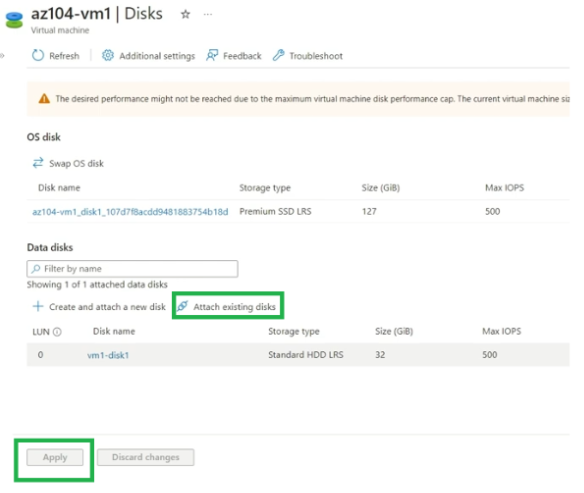 az104-vm1 | Disks ☆ ...
Virtual machine
Refresh Additional settings Feedback Troubleshoot
The desired performance might not be reached due to the maximum virtual machine disk performance cap. The current virtual machine siz
OS disk
Swap OS disk
Disk name Storage type Size (GiB) Max IOPS
az104-vm1_disk1_107d7f8acdd9481883754b18d Premium SSD LRS 127 500
Data disks
Filter by name
Showing 1 of 1 attached data disks
+ Create and attach a new disk Attach existing disks
LUN Disk name Storage type Size (GiB) Max IOPS
0 vm1-disk1 Standard HDD LRS 32 500
Apply Discard changes